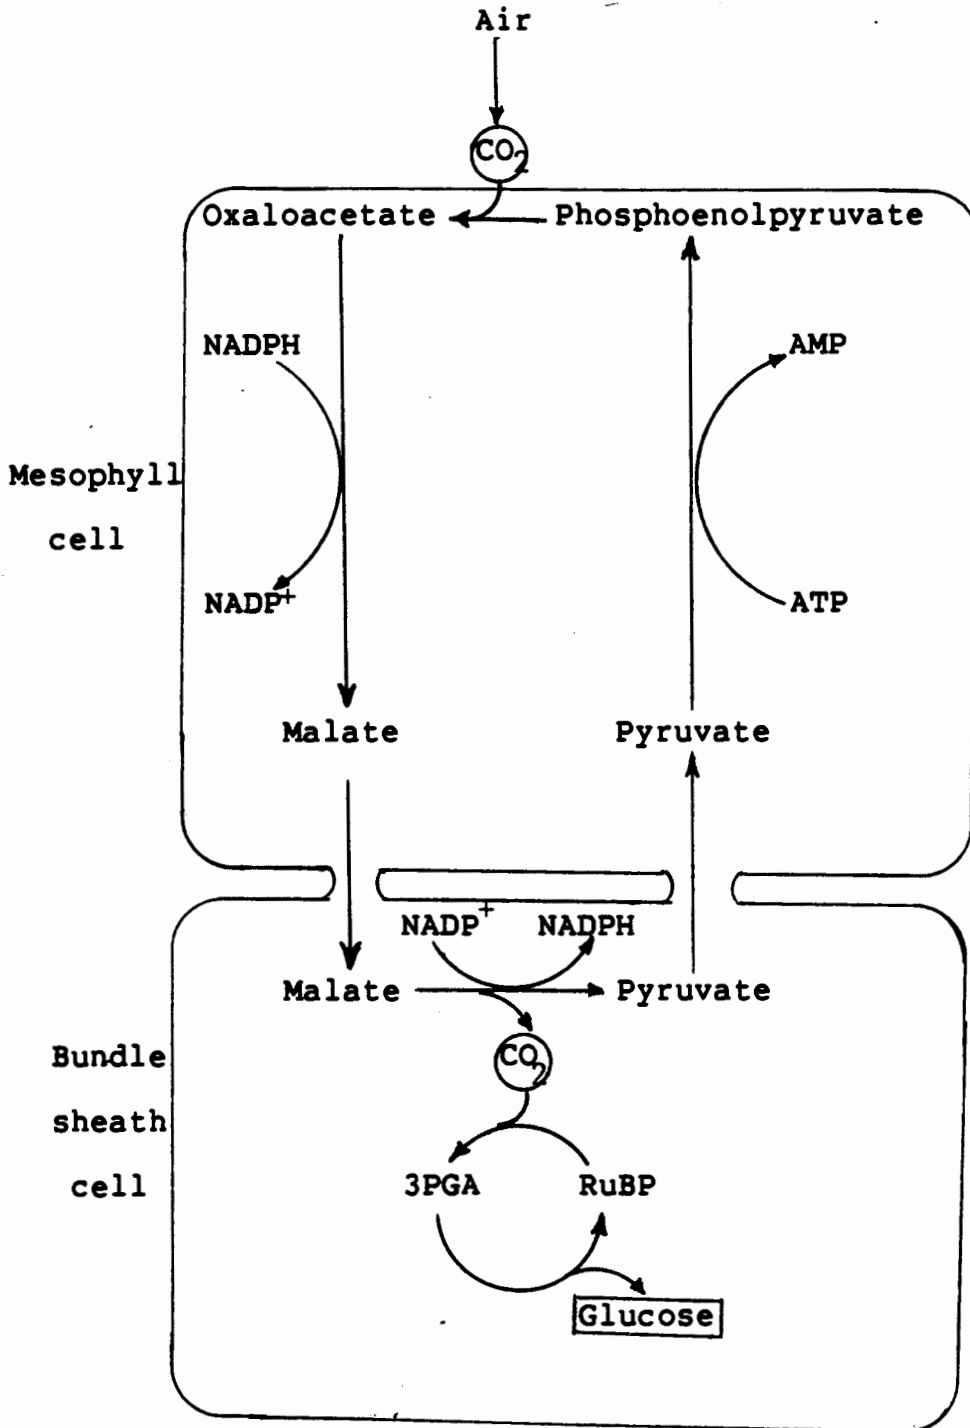 Air
CO2
Oxaloacetate Phosphoenolpyruvate
NADPH AMP
Mesophyll
cell
NADP+ ATP
Malate Pyruvate
NADP+ NADPH
Malate Pyruvate
Bundle
CO2
sheath
cell 3PGA RuBP
Glucose